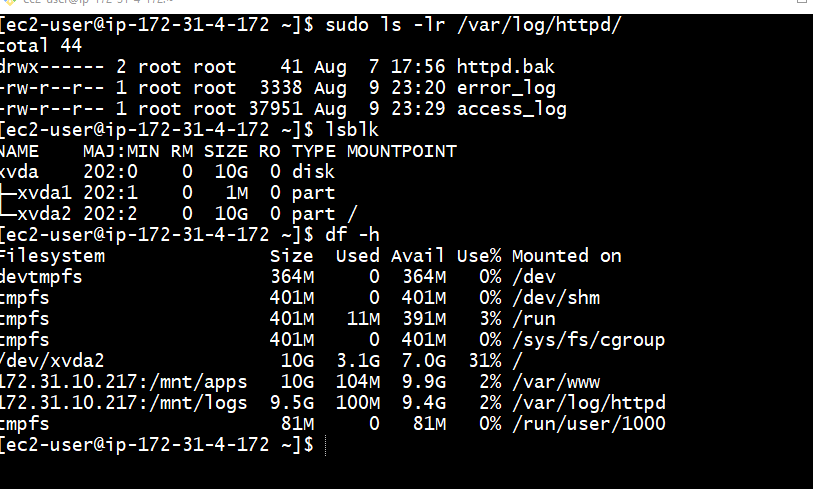 [ec2-user@ip-172-31-4-172 ~]$ sudo ls -lr /var/log/httpd/
total 44
drwx------ 2 root root    41 Aug  7 17:56 httpd.bak
-rw-r--r-- 1 root root  3338 Aug  9 23:20 error_log
-rw-r--r-- 1 root root 37951 Aug  9 23:29 access_log
[ec2-user@ip-172-31-4-172 ~]$ lsblk
NAME    MAJ:MIN RM SIZE RO TYPE MOUNTPOINT
xvda    202:0    0  10G  0 disk
├─xvda1 202:1    0   1M  0 part
└─xvda2 202:2    0  10G  0 part /
[ec2-user@ip-172-31-4-172 ~]$ df -h
Filesystem               Size  Used Avail Use% Mounted on
devtmpfs                 364M     0  364M   0% /dev
tmpfs                    401M     0  401M   0% /dev/shm
tmpfs                    401M   11M  391M   3% /run
tmpfs                    401M     0  401M   0% /sys/fs/cgroup
/dev/xvda2                10G  3.1G  7.0G  31% /
172.31.10.217:/mnt/apps   10G  104M  9.9G   2% /var/www
172.31.10.217:/mnt/logs  9.5G  100M  9.4G   2% /var/log/httpd
tmpfs                     81M     0   81M   0% /run/user/1000
[ec2-user@ip-172-31-4-172 ~]$